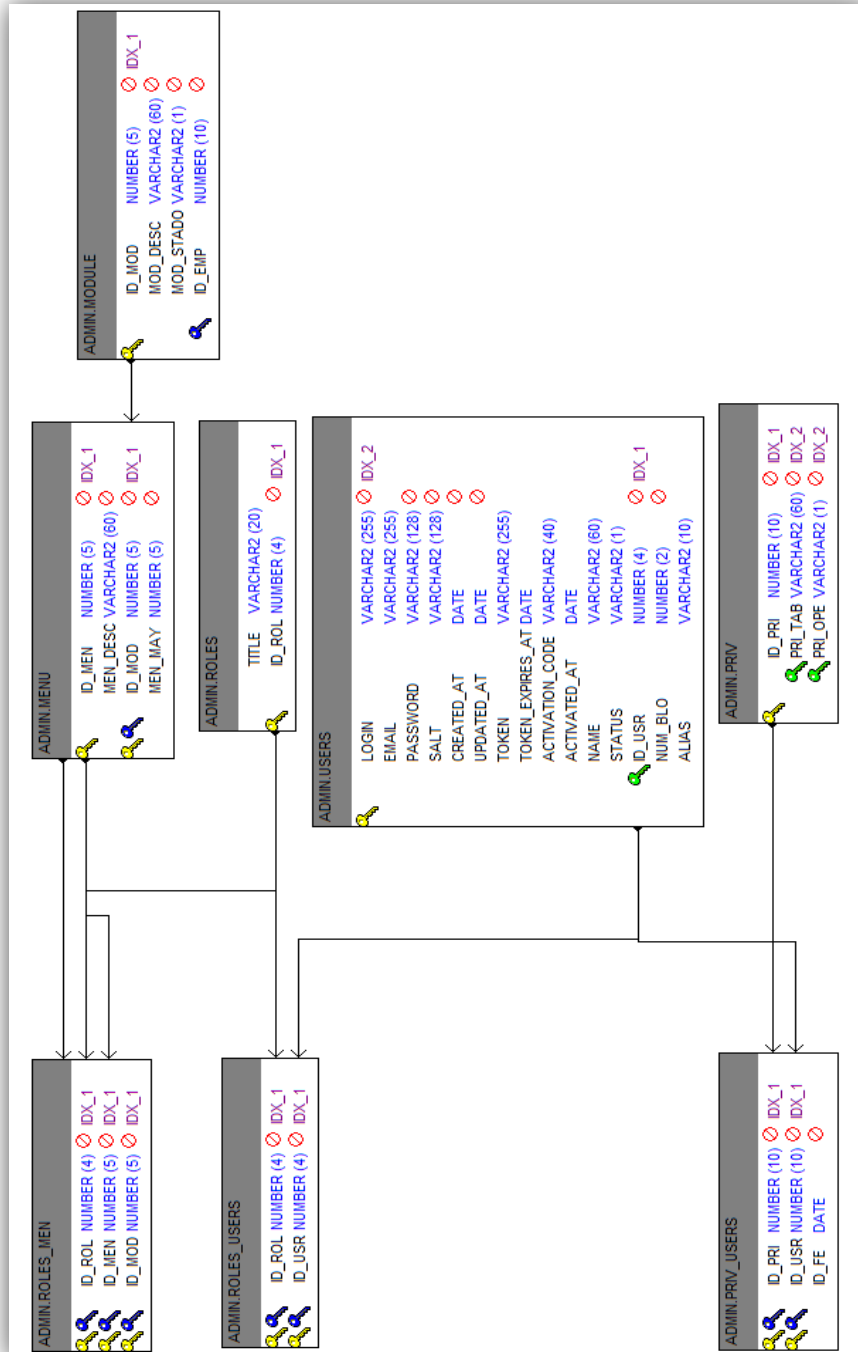 ADMIN.MODULE
ID_MOD NUMBER (5) IDX_1
MOD_DESC VARCHAR2 (60)
MOD_STADO VARCHAR2 (1)
ID_EMP NUMBER (10)
ADMIN.MENU
ID_MEN NUMBER (5) IDX_1
MEN_DESC VARCHAR2 (60)
ID_MOD NUMBER (5) IDX_1
MEN_MAY VARCHAR2 (5)
ADMIN.ROLES
TITLE VARCHAR2 (20)
ID_ROL NUMBER (4) IDX_1
ADMIN.USERS
LOGIN VARCHAR2 (255) IDX_2
EMAIL VARCHAR2 (255)
PASSWORD VARCHAR2 (128)
SALT VARCHAR2 (128)
CREATED_AT DATE
UPDATED_AT DATE
TOKEN VARCHAR2 (255)
TOKEN_EXPIRES_AT DATE
ACTIVATION_CODE VARCHAR2 (40)
ACTIVATED_AT DATE
NAME VARCHAR2 (60)
STATUS VARCHAR2 (1)
ID_USR NUMBER (4) IDX_1
NUM_BLO NUMBER (2)
ALIAS VARCHAR2 (10)
ADMIN.PRIV
ID_PRI NUMBER (10) IDX_1
PRI_TAB VARCHAR2 (60) IDX_2
PRI_OPE VARCHAR2 (1) IDX_2
ADMIN.ROLES_MEN
ID_ROL NUMBER (4) IDX_1
ID_MEN NUMBER (5) IDX_1
ID_MOD NUMBER (5) IDX_1
ADMIN.ROLES_USERS
ID_ROL NUMBER (4) IDX_1
ID_USR NUMBER (4) IDX_1
ADMIN.PRIV_USERS
ID_PRI NUMBER (10) IDX_1
ID_USR NUMBER (10) IDX_1
ID_FE DATE